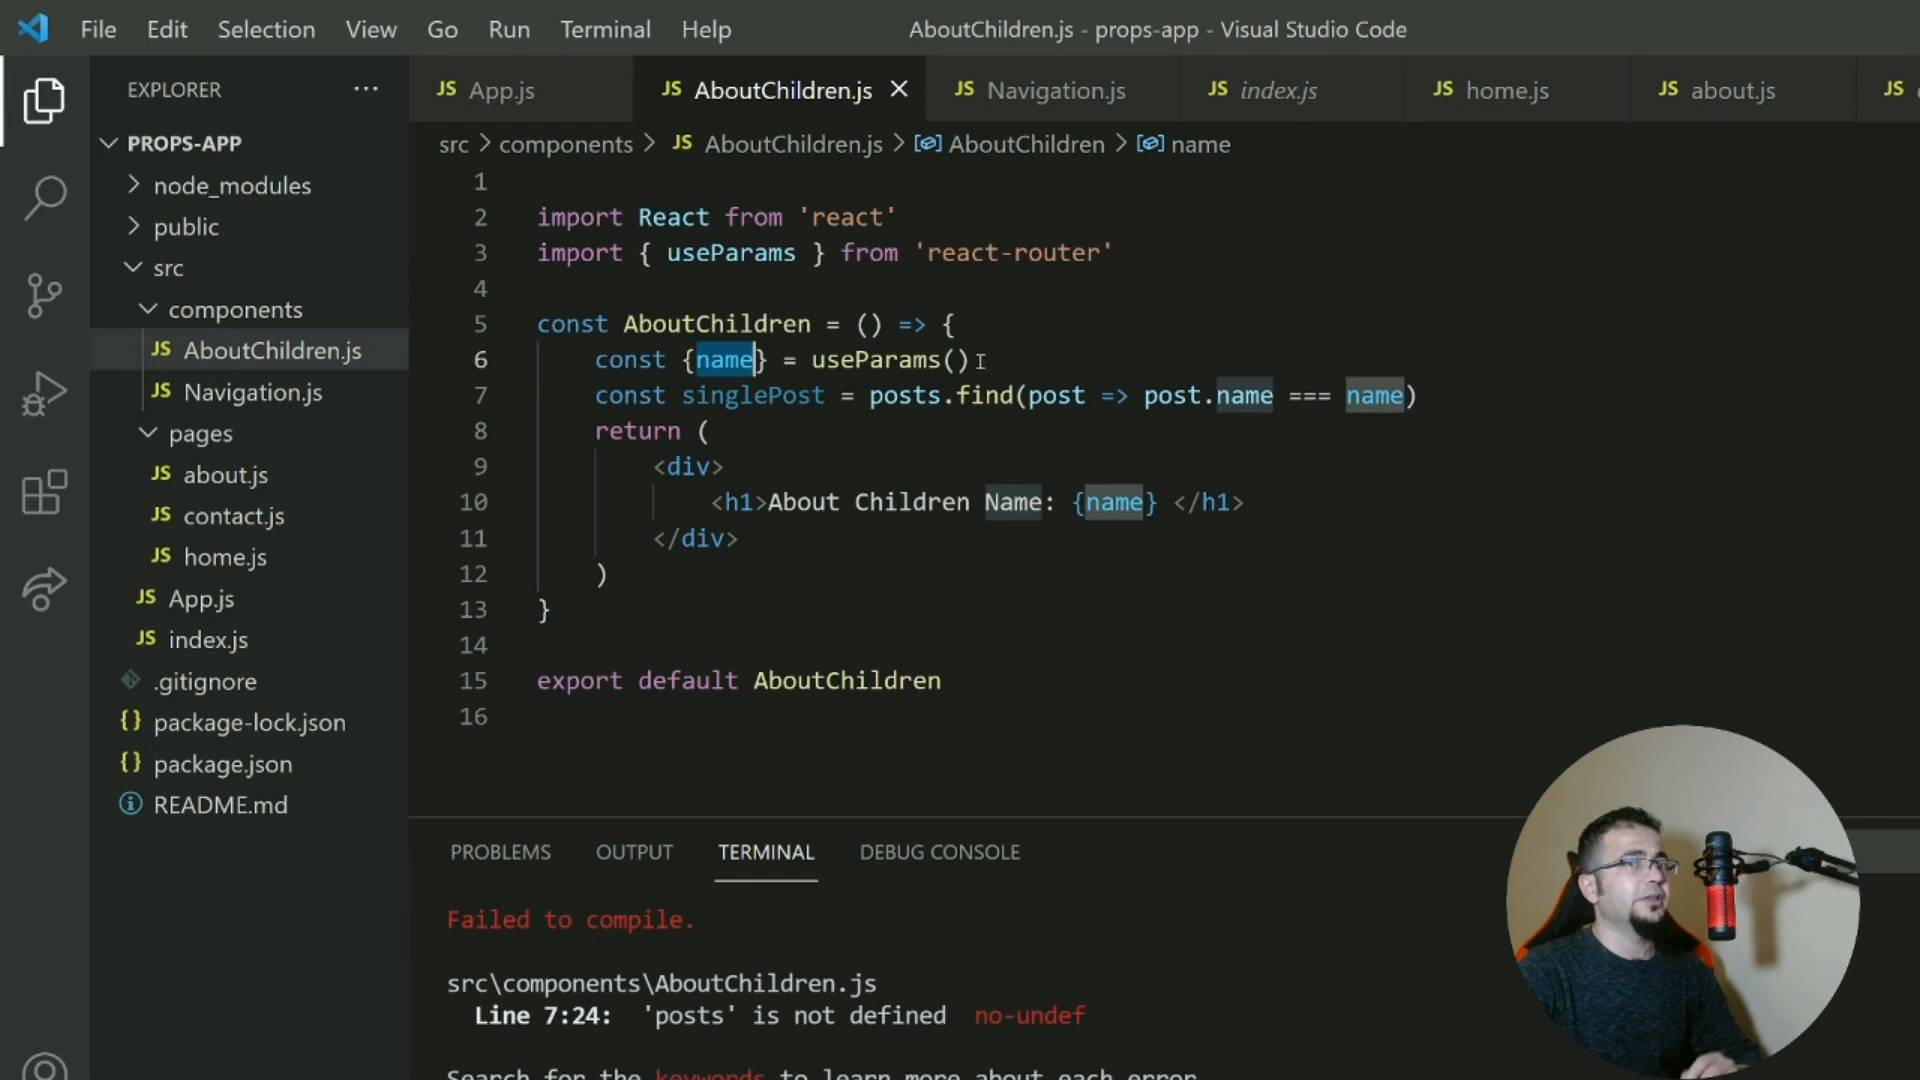 File Edit Selection View Go Run Terminal Help AboutChildren.js - props-app - Visual Studio Code
EXPLORER ···
JS App.js JS AboutChildren.js × JS Navigation.js JS index.js JS home.js JS about.js JS
src > components > JS AboutChildren.js > AboutChildren > name
PROPS-APP
node_modules
public
src
components
JS AboutChildren.js
JS Navigation.js
pages
JS about.js
JS contact.js
JS home.js
JS App.js
JS index.js
.gitignore
{} package-lock.json
{} package.json
README.md
1
2 import React from 'react'
3 import { useParams } from 'react-router'
4
5 const AboutChildren = () => {
6 const {name} = useParams()
7 const singlePost = posts.find(post => post.name === name)
8 return (
9 <div>
10 <h1>About Children Name: {name} </h1>
11 </div>
12 )
13 }
14
15 export default AboutChildren
16
PROBLEMS OUTPUT TERMINAL DEBUG CONSOLE
Failed to compile.
src\components\AboutChildren.js
Line 7:24: 'posts' is not defined no-undef
Search for the keywords to learn more about each error